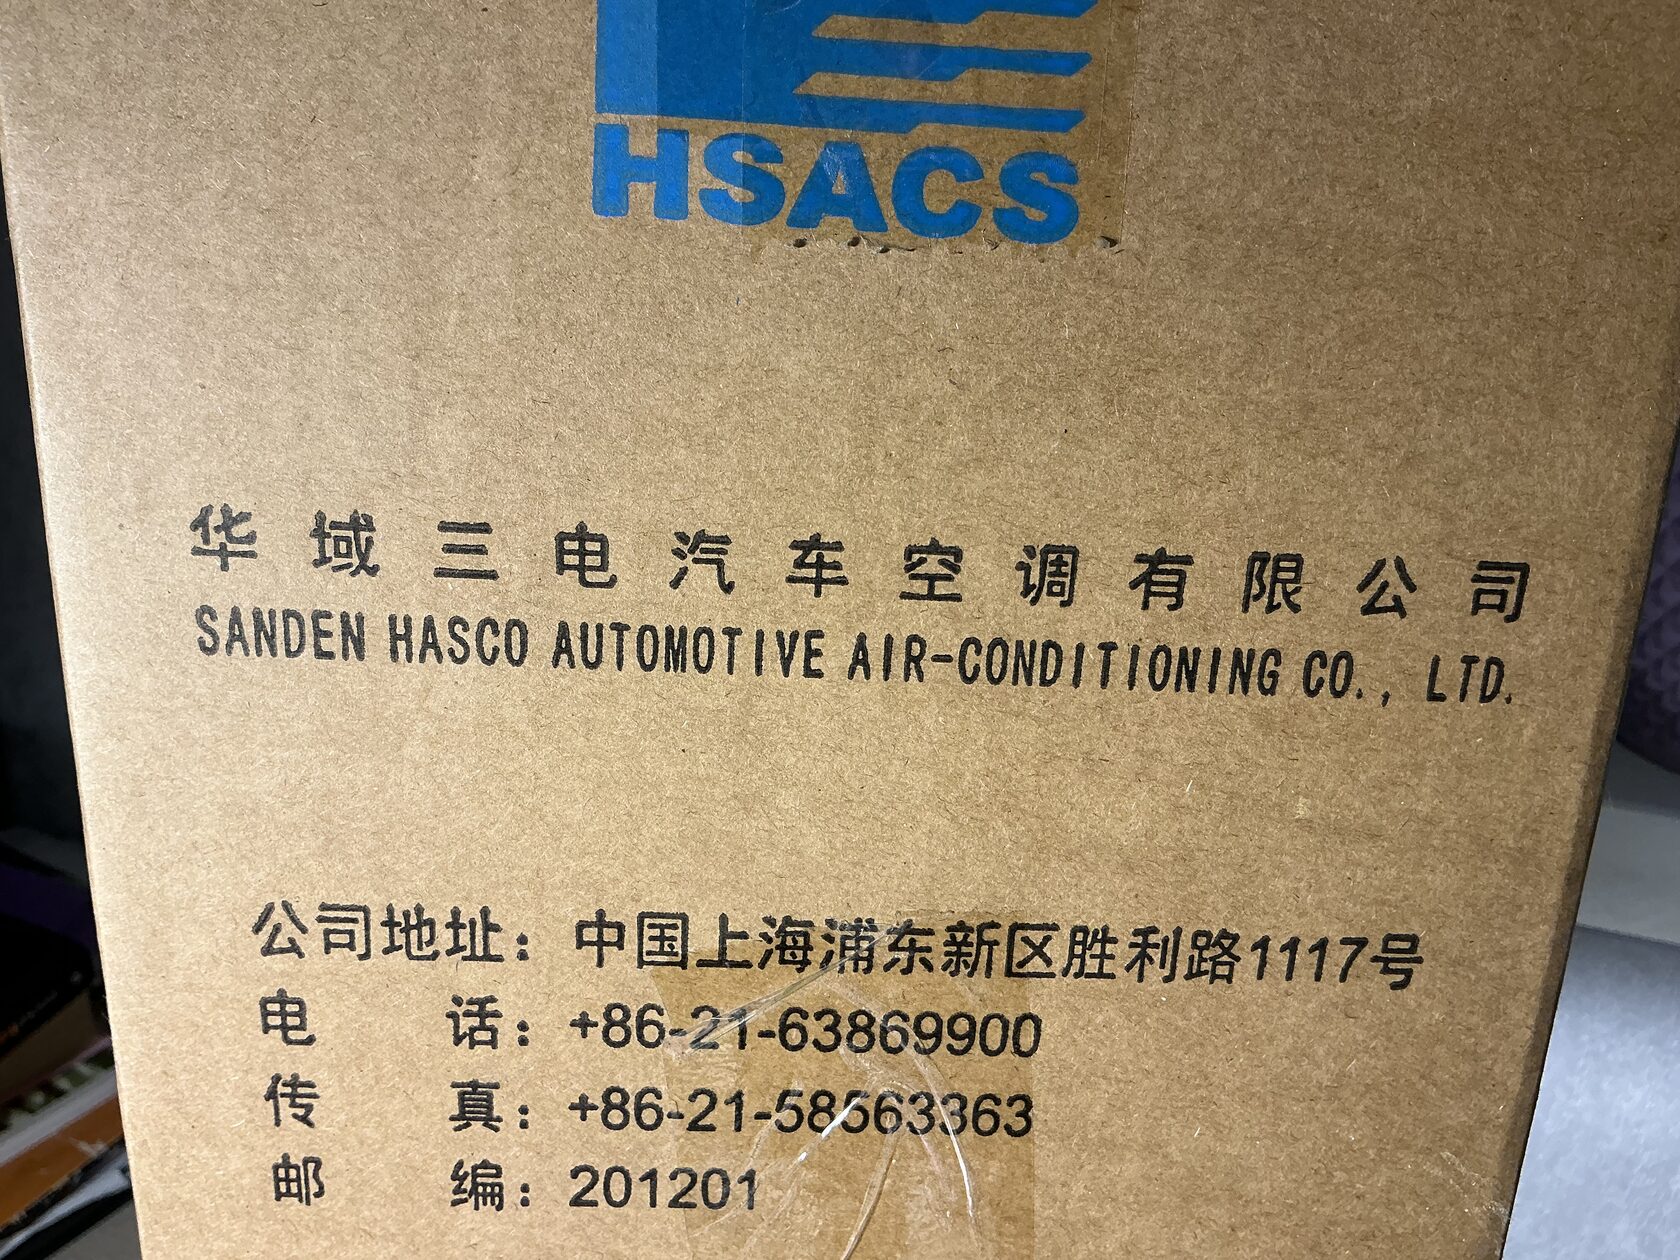 HSACS
华域三电汽车空调有限公司
SANDEN HASCO AUTOMOTIVE AIR-CONDITIONING CO., LTD.
公司地址：中国上海浦东新区胜利路1117号
电话：+86-21-63869900
传真：+86-21-58563363
邮编：201201